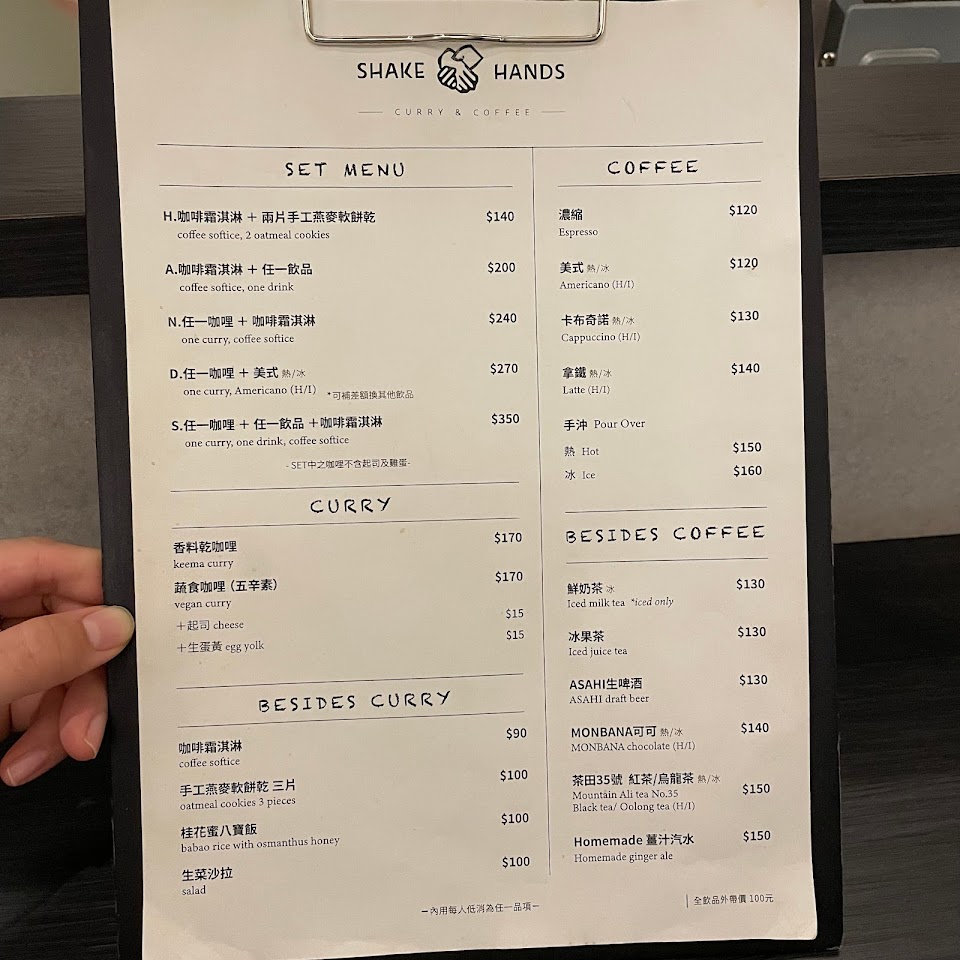 SHAKE HANDS
CURRY & COFFEE
SET MENU
H.咖啡霜淇淋 + 兩片手工燕麥軟餅乾 $140
coffee softice, 2 oatmeal cookies
A.咖啡霜淇淋 + 任一飲品 $200
coffee softice, one drink
N.任一咖哩 + 咖啡霜淇淋 $240
one curry, coffee softice
D.任一咖哩 + 美式 熱/冰 $270
one curry, Americano (H/I) *可補差額換其他飲品
S.任一咖哩 + 任一飲品 +咖啡霜淇淋 $350
one curry, one drink, coffee softice
- SET中之咖哩不含起司及雞蛋-
CURRY
香料乾咖哩 $170
keema curry
蔬食咖哩 (五辛素) $170
vegan curry
+起司 cheese $15
+生蛋黃 egg yolk $15
BESIDES CURRY
咖啡霜淇淋 $90
coffee softice
手工燕麥軟餅乾 三片 $100
oatmeal cookies 3 pieces
桂花蜜八寶飯 $100
babao rice with osmanthus honey
生菜沙拉 $100
salad
COFFEE
濃縮 $120
Espresso
美式 熱/冰 $120
Americano (H/I)
卡布奇諾 熱/冰 $130
Cappuccino (H/I)
拿鐵 熱/冰 $140
Latte (H/I)
手沖 Pour Over
熱 Hot $150
冰 Ice $160
BESIDES COFFEE
鮮奶茶 冰 $130
Iced milk tea *iced only
冰果茶 $130
Iced juice tea
ASAHI生啤酒 $130
ASAHI draft beer
MONBANA可可 熱/冰 $140
MONBANA chocolate (H/I)
茶田35號 紅茶/烏龍茶 熱/冰 $150
Mountain Ali tea No.35
Black tea/ Oolong tea (H/I)
Homemade 薑汁汽水 $150
Homemade ginger ale
—內用每人低消為任一品項—
全飲品外帶價 100元